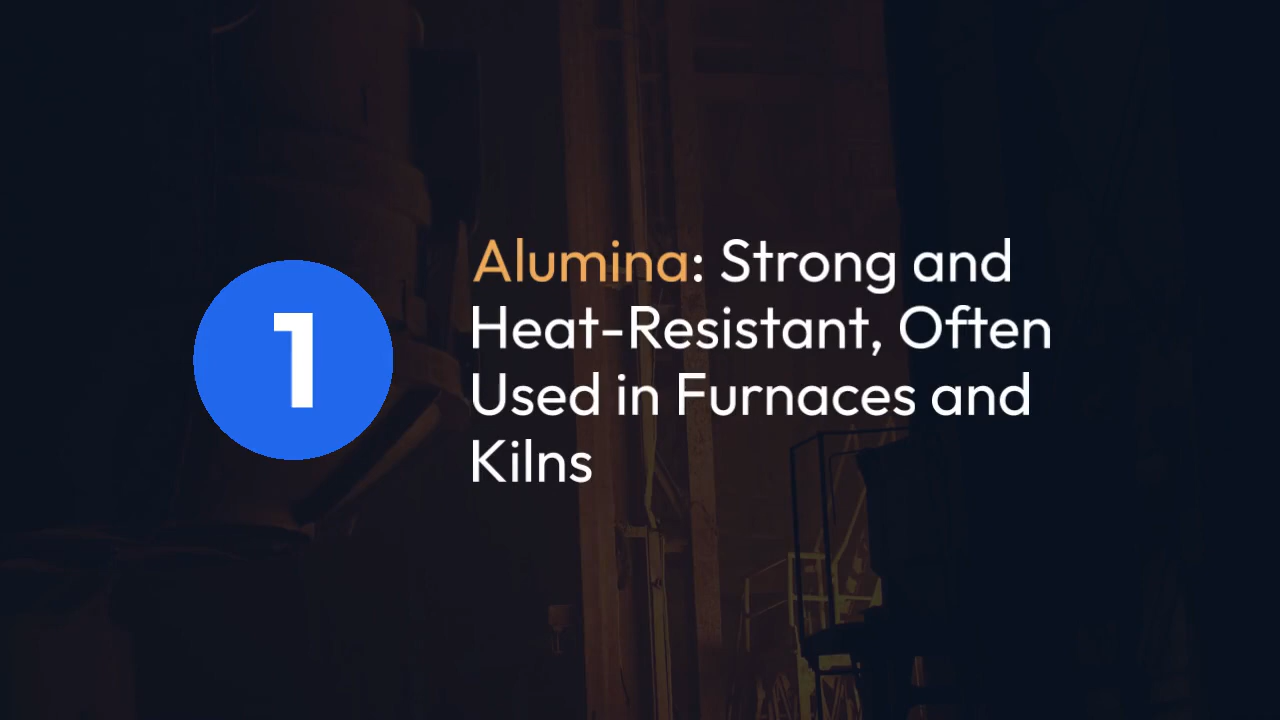 1
Alumina: Strong and
Heat-Resistant, Often
Used in Furnaces and
Kilns